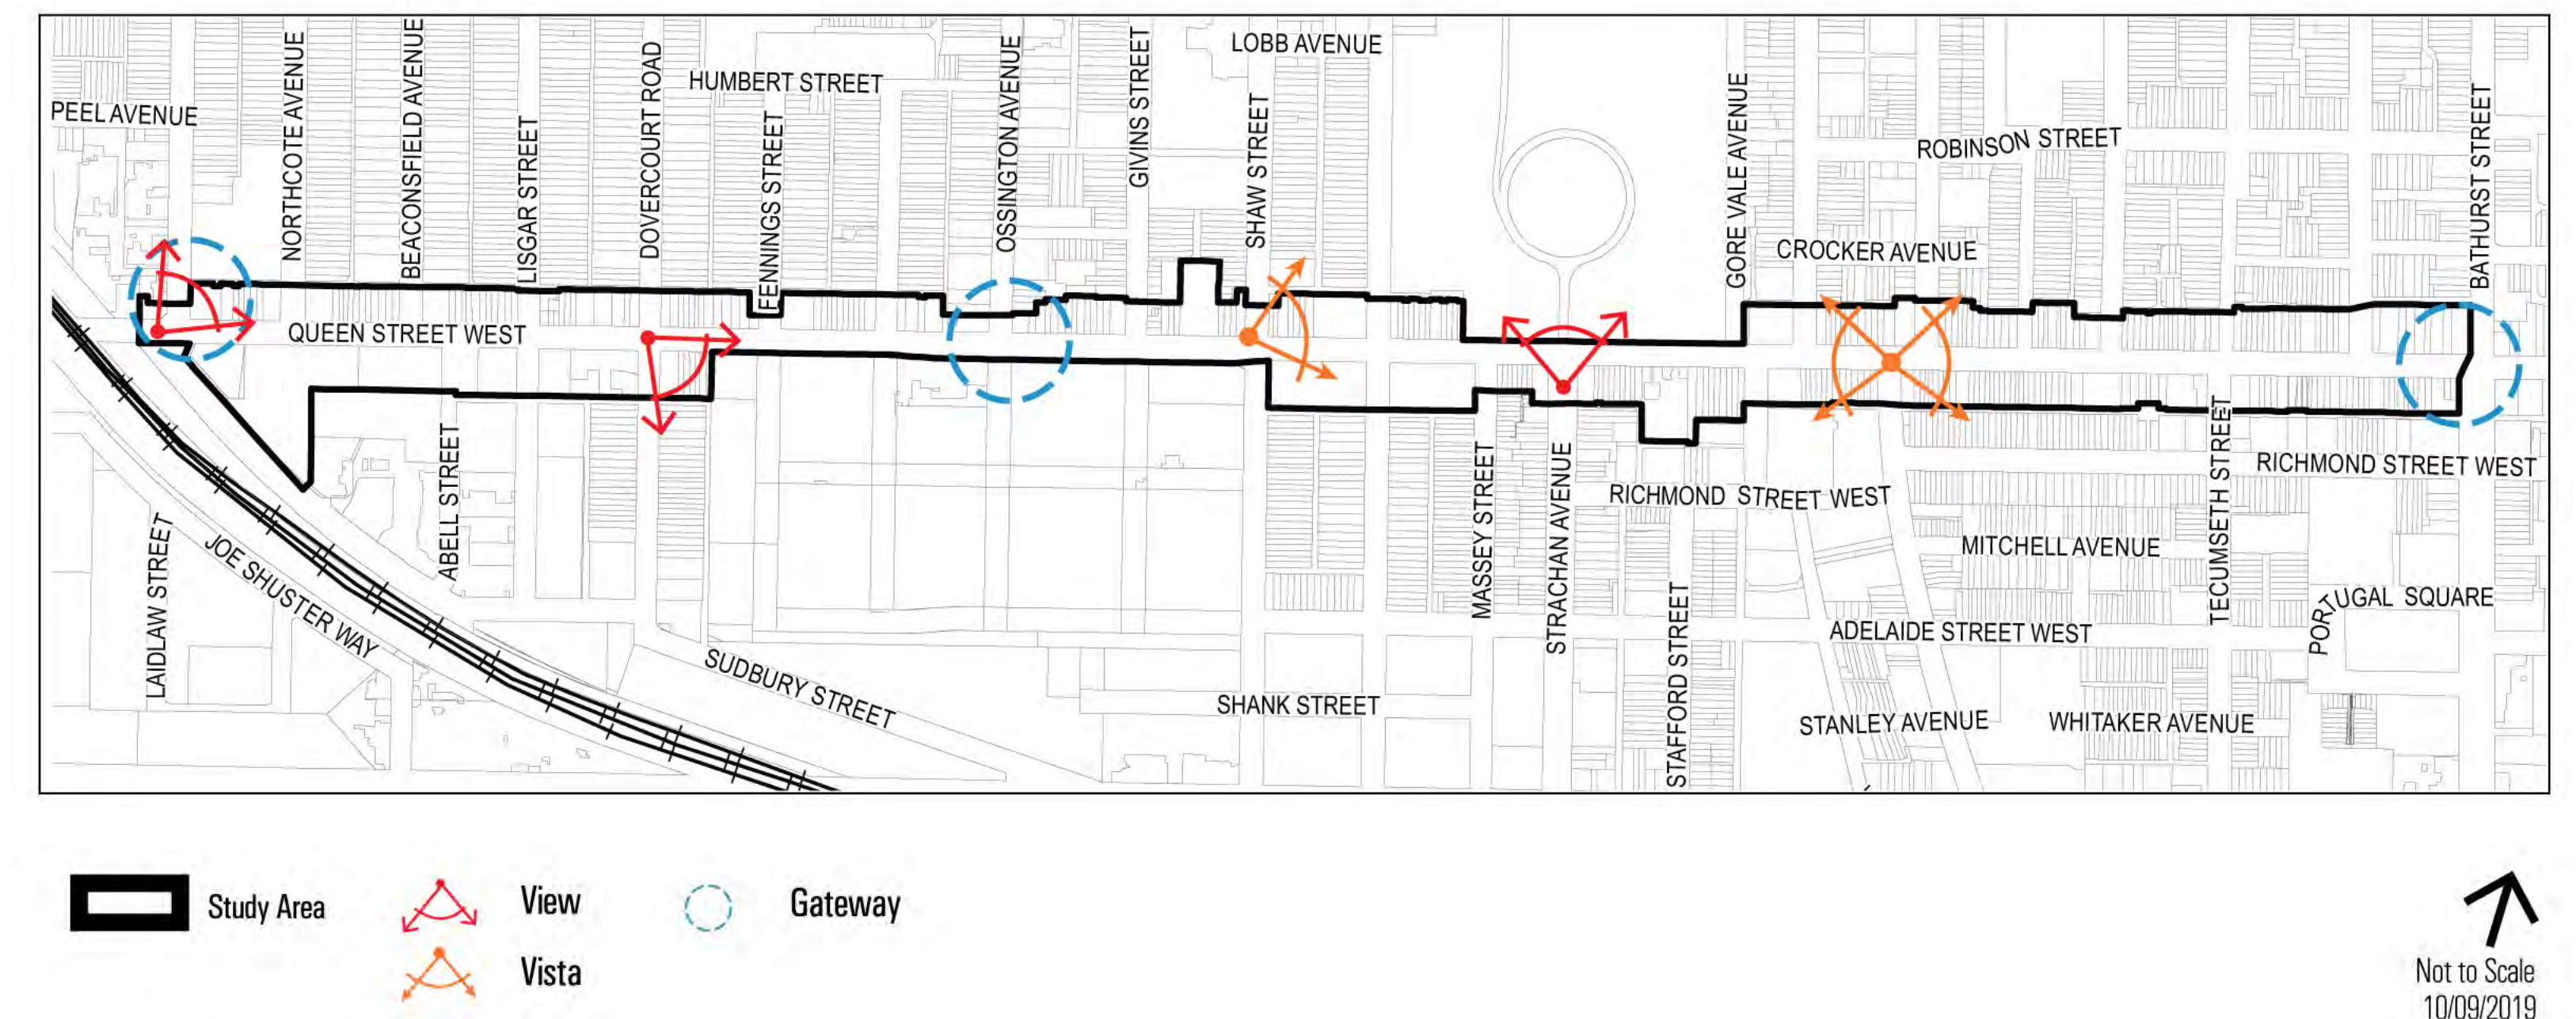 LOBB AVENUE
HUMBERT STREET
PEEL AVENUE
NORTHCOTE AVENUE
BEACONSFIELD AVENUE
LISGAR STREET
DOVERCOURT ROAD
FENNINGS STREET
OSSINGTON AVENUE
GIVINS STREET
SHAW STREET
GORE VALE AVENUE
ROBINSON STREET
BATHURST STREET
CROCKER AVENUE
QUEEN STREET WEST
RICHMOND STREET WEST
RICHMOND STREET WEST
LAIDLAW STREET
JOE SHUSTER WAY
ABELL STREET
MASSEY STREET
STRACHAN AVENUE
STAFFORD STREET
MITCHELL AVENUE
TECUMSETH STREET
PORTUGAL SQUARE
ADELAIDE STREET WEST
SUDBURY STREET
SHANK STREET
STANLEY AVENUE
WHITAKER AVENUE
Study Area
View
Gateway
Vista
Not to Scale
10/09/2019